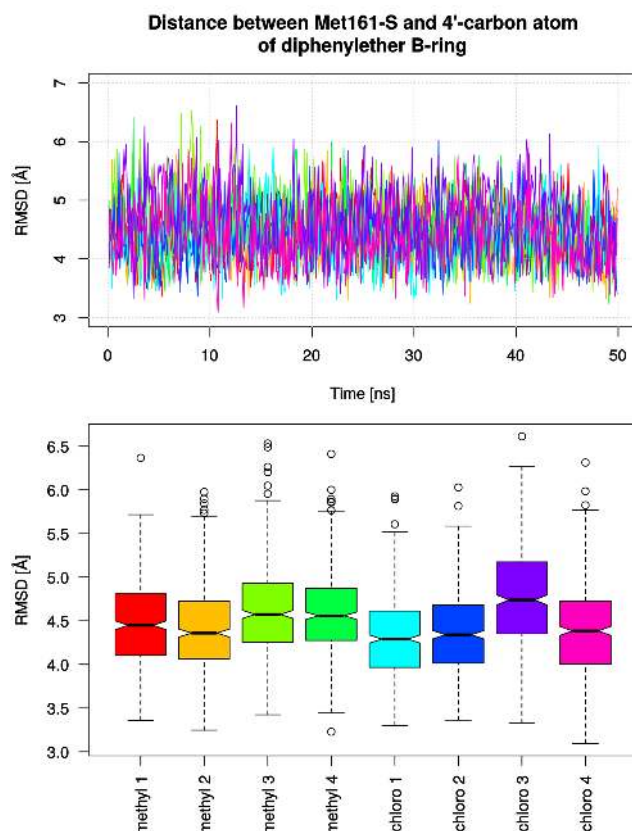 Distance between Met161-S and 4'-carbon atom
of diphenylether B-ring
7
6
5
4
3
RMSD [Å]
0 10 20 30 40 50
Time [ns]
6.5
6.0
5.5
5.0
4.5
4.0
3.5
3.0
RMSD [Å]
methyl 1
methyl 2
methyl 3
methyl 4
chloro 1
chloro 2
chloro 3
chloro 4